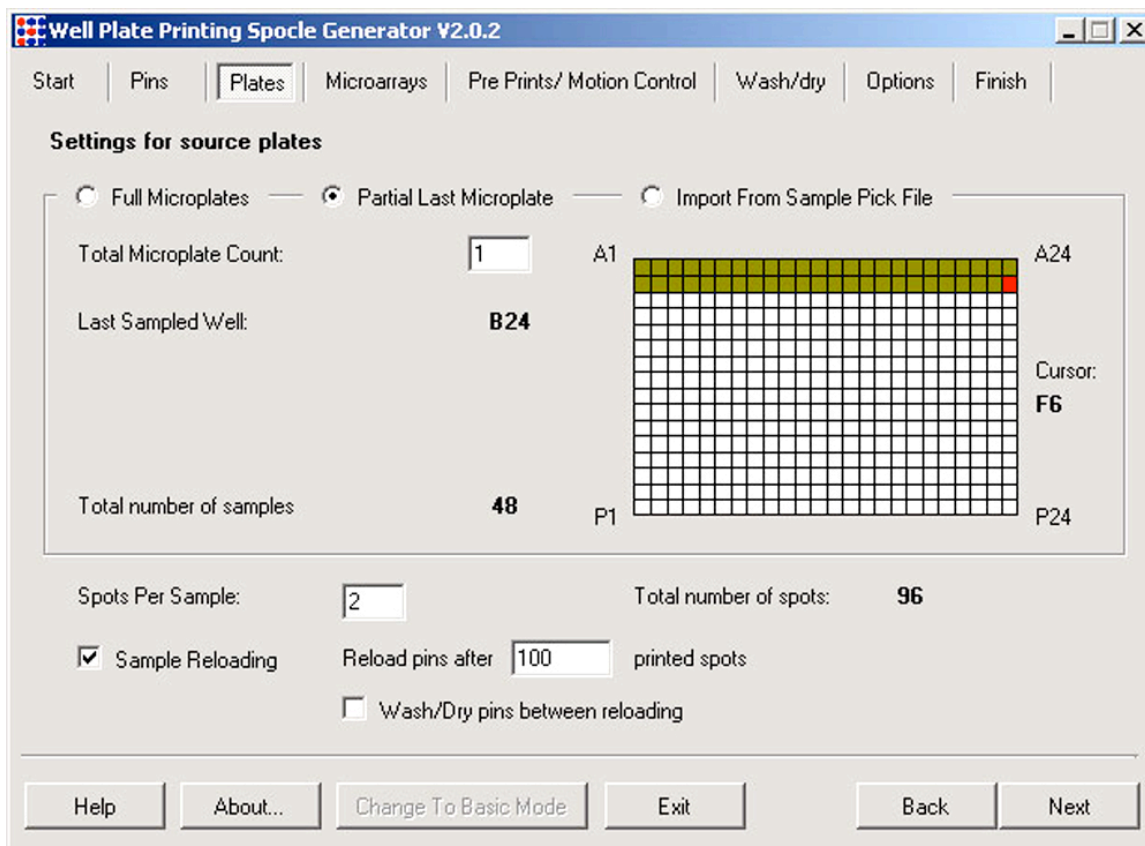 Well Plate Printing Spocle Generator V2.0.2
Start Pins Plates Microarrays Pre Prints/ Motion Control Wash/dry Options Finish
Settings for source plates
Full Microplates Partial Last Microplate Import From Sample Pick File
Total Microplate Count: 1 A1 A24
Last Sampled Well: B24
Cursor:
F6
Total number of samples 48 P1 P24
Spots Per Sample: 2 Total number of spots: 96
Sample Reloading Reload pins after 100 printed spots
Wash/Dry pins between reloading
Help About... Change To Basic Mode Exit Back Next